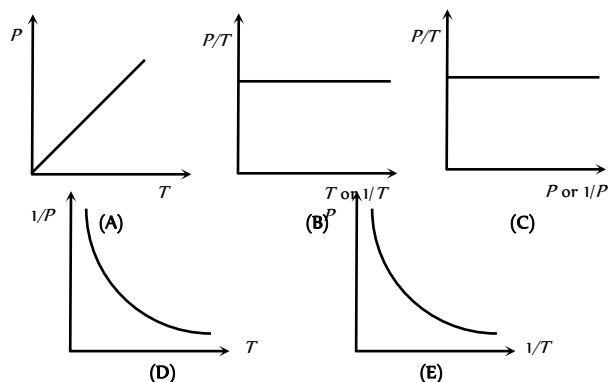 P
T
(A)
P/T
T or 1/T
(B)
P/T
P or 1/P
(C)
1/P
T
(D)
P
1/T
(E)